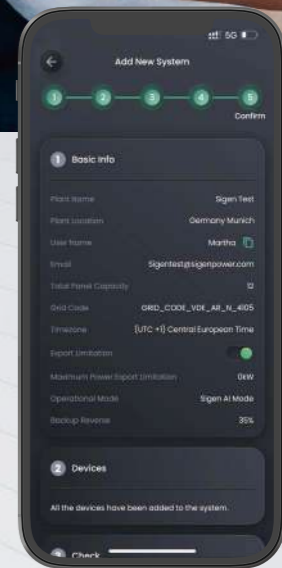 5G
Add New System
1 2 3 4 5
Confirm
1 Basic Info
Plant Name Sigen Test
Plant Location Germany Munich
User Name Martha
Email Sigentest@sigenpower.com
Total Panel Capacity 12
Grid Code GRID_CODE_VDE_AR_N_4105
Timezone (UTC +1) Central European Time
Export Limitation
Maximum Power Export Limitation 0kW
Operational Mode Sigen AI Mode
Backup Reverse 35%
2 Devices
All the devices have been added to the system.
3 Check